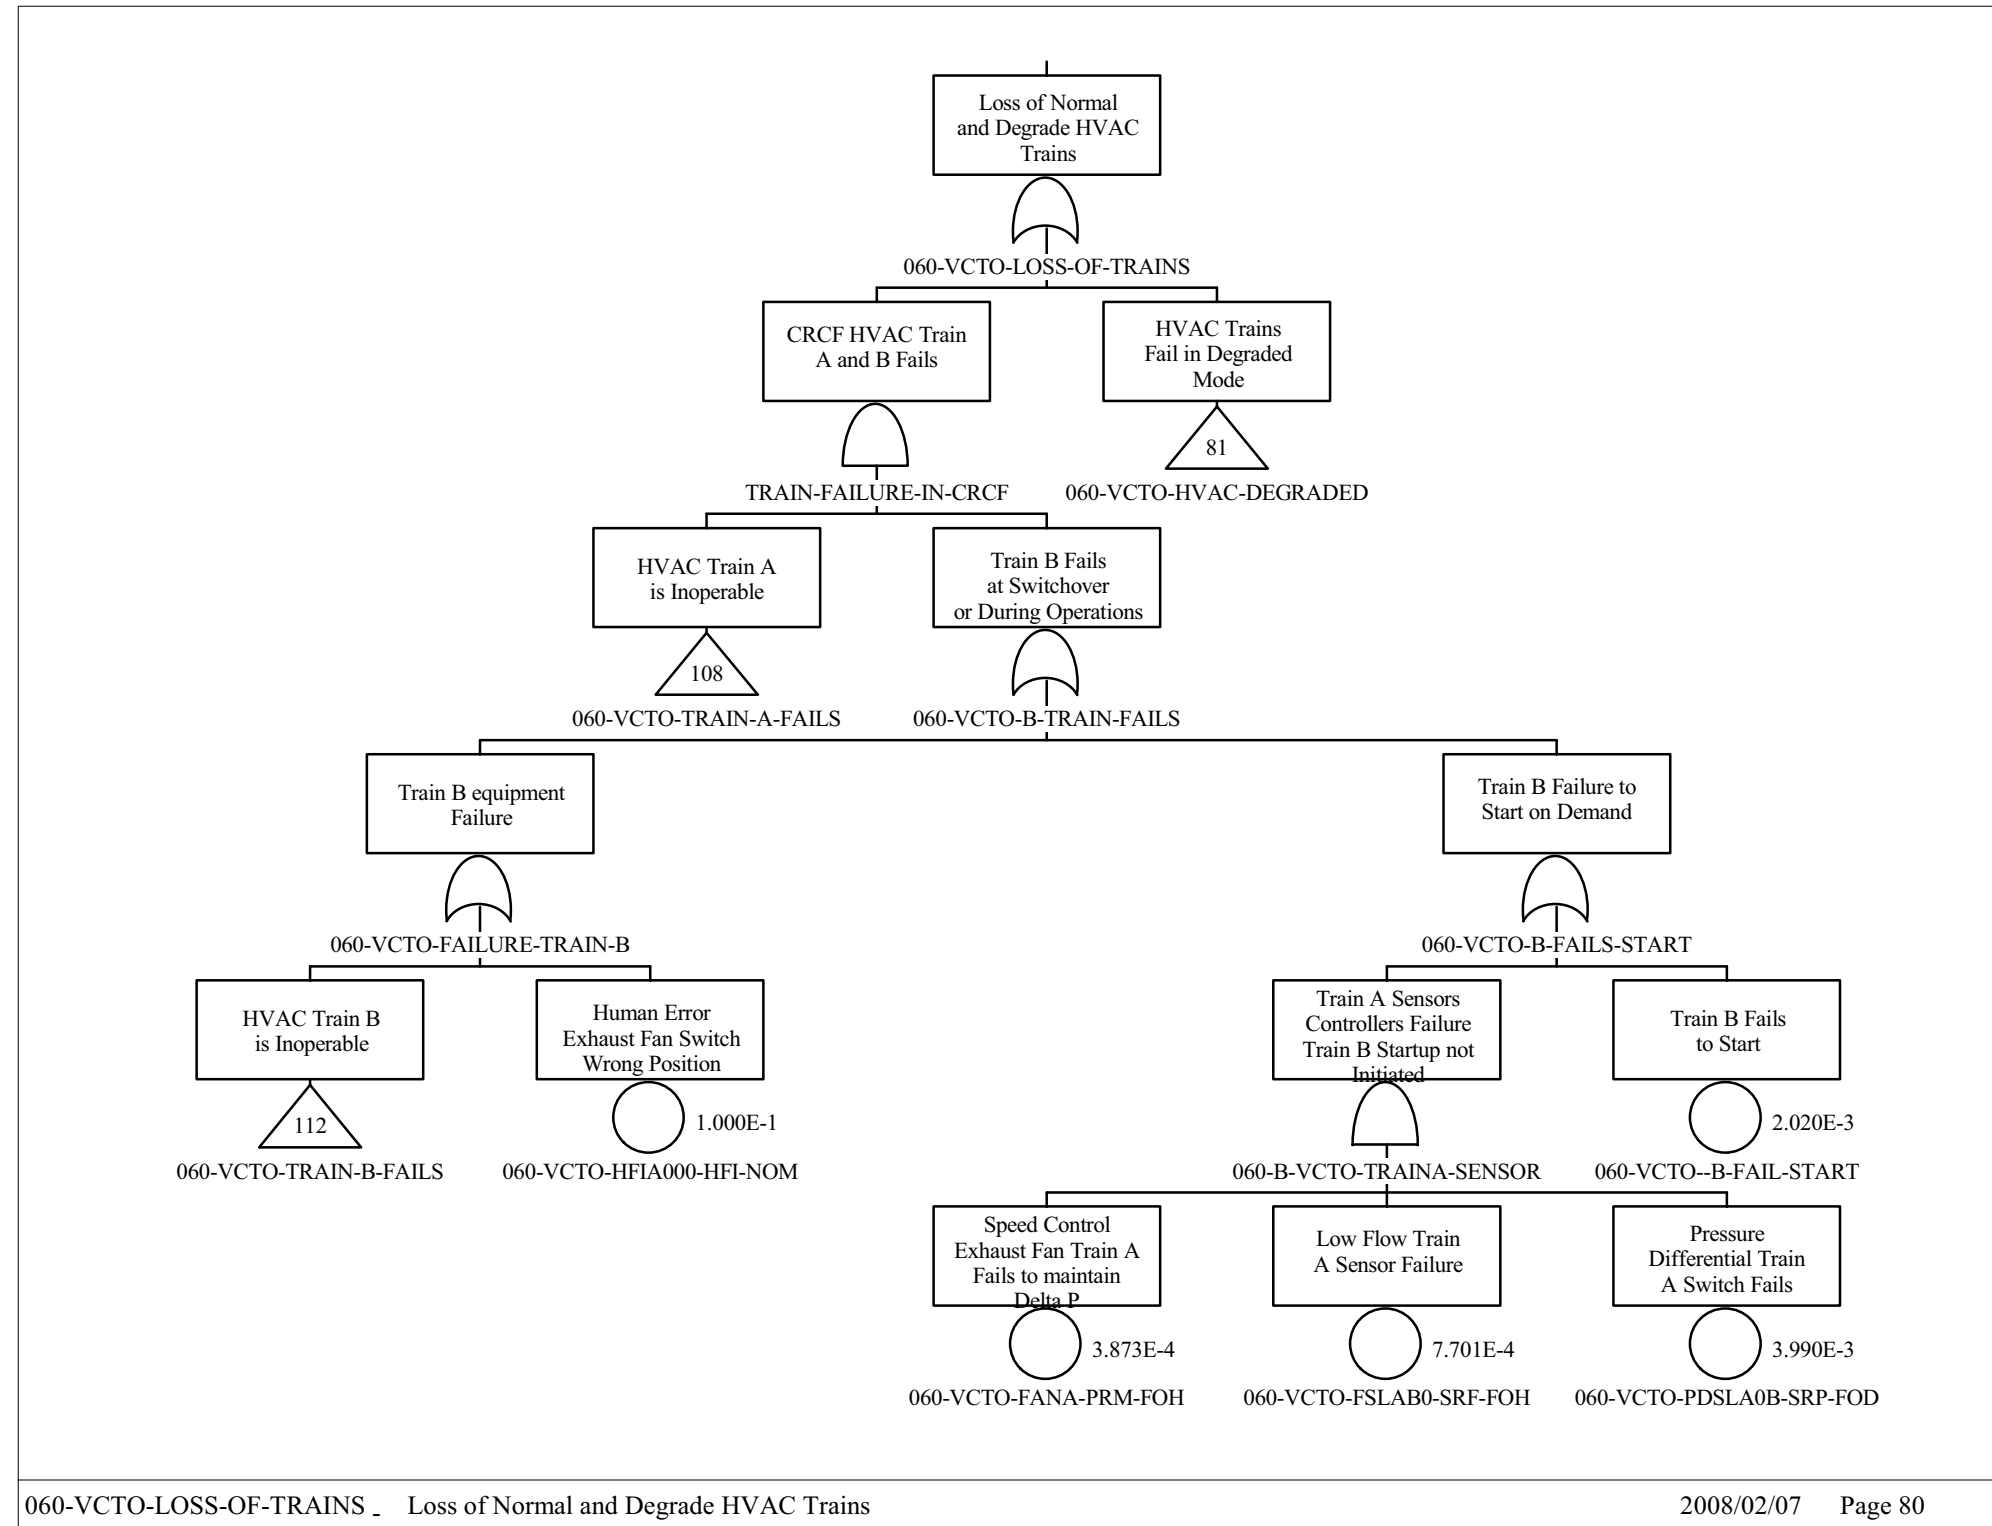 Loss of Normal
and Degrade HVAC
Trains
060-VCTO-LOSS-OF-TRAINS
CRCF HVAC Train
A and B Fails
HVAC Trains
Fail in Degraded
Mode
81
TRAIN-FAILURE-IN-CRCF
060-VCTO-HVAC-DEGRADED
HVAC Train A
is Inoperable
Train B Fails
at Switchover
or During Operations
108
060-VCTO-TRAIN-A-FAILS
060-VCTO-B-TRAIN-FAILS
Train B equipment
Failure
Train B Failure to
Start on Demand
060-VCTO-FAILURE-TRAIN-B
060-VCTO-B-FAILS-START
HVAC Train B
is Inoperable
Human Error
Exhaust Fan Switch
Wrong Position
Train A Sensors
Controllers Failure
Train B Startup not
Initiated
Train B Fails
to Start
112
1.000E-1
2.020E-3
060-VCTO-TRAIN-B-FAILS
060-VCTO-HFIA000-HFI-NOM
060-B-VCTO-TRAINA-SENSOR
060-VCTO--B-FAIL-START
Speed Control
Exhaust Fan Train A
Fails to maintain
Delta P
Low Flow Train
A Sensor Failure
Pressure
Differential Train
A Switch Fails
3.873E-4
7.701E-4
3.990E-3
060-VCTO-FANA-PRM-FOH
060-VCTO-FSLAB0-SRF-FOH
060-VCTO-PDSLA0B-SRP-FOD
060-VCTO-LOSS-OF-TRAINS _ Loss of Normal and Degrade HVAC Trains
2008/02/07 Page 80